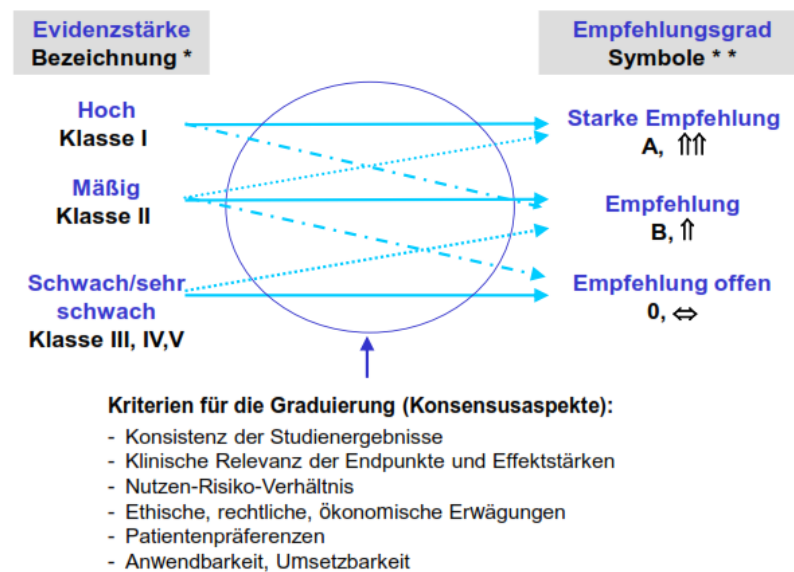 Evidenzstärke
Bezeichnung *
Empfehlungsgrad
Symbole * *
Hoch
Klasse I
Starke Empfehlung
A, ⇑⇑
Mäßig
Klasse II
Empfehlung
B, ⇑
Schwach/sehr
schwach
Klasse III, IV,V
Empfehlung offen
0, ⇔
Kriterien für die Graduierung (Konsensusaspekte):
- Konsistenz der Studienergebnisse
- Klinische Relevanz der Endpunkte und Effektstärken
- Nutzen-Risiko-Verhältnis
- Ethische, rechtliche, ökonomische Erwägungen
- Patientenpräferenzen
- Anwendbarkeit, Umsetzbarkeit